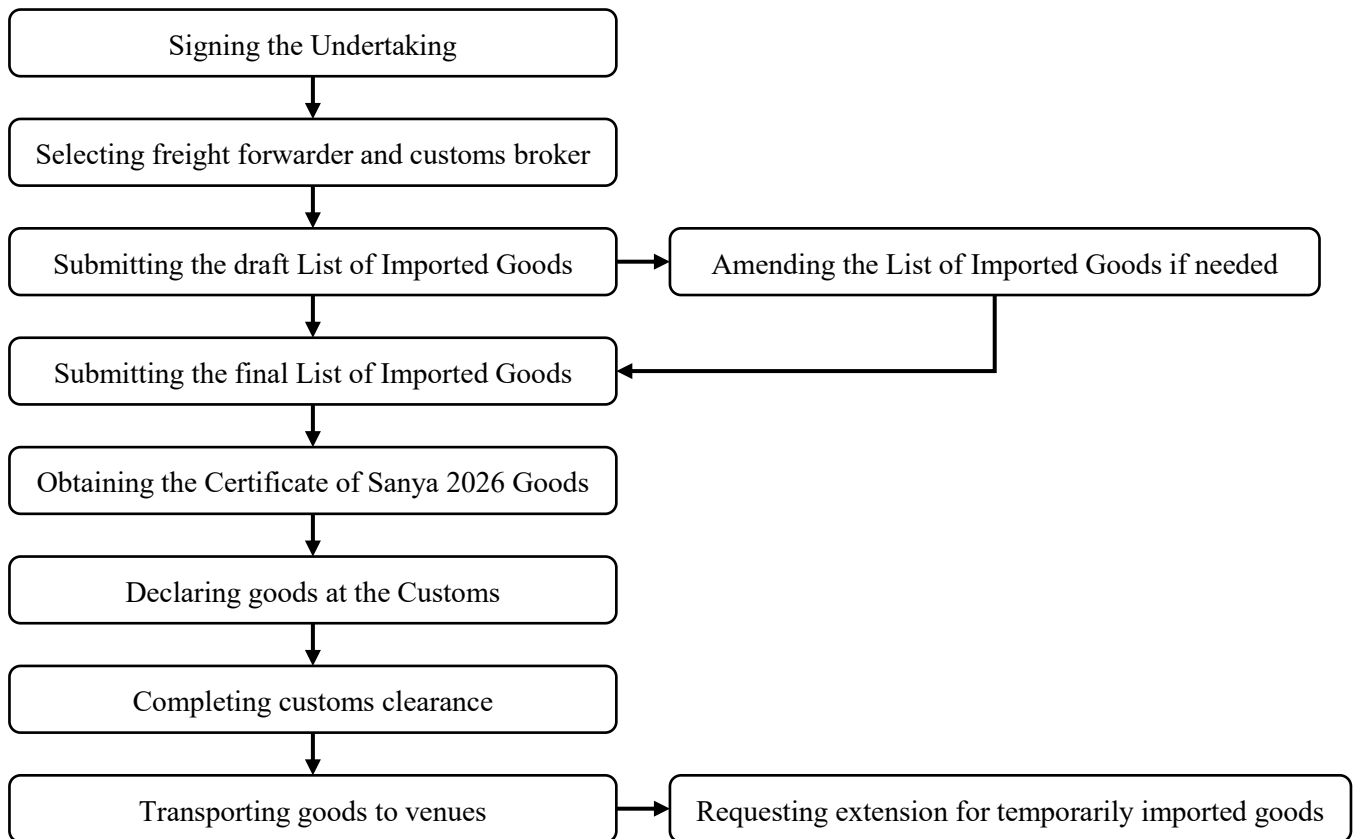 Signing the Undertaking
Selecting freight forwarder and customs broker
Submitting the draft List of Imported Goods
Amending the List of Imported Goods if needed
Submitting the final List of Imported Goods
Obtaining the Certificate of Sanya 2026 Goods
Declaring goods at the Customs
Completing customs clearance
Transporting goods to venues
Requesting extension for temporarily imported goods